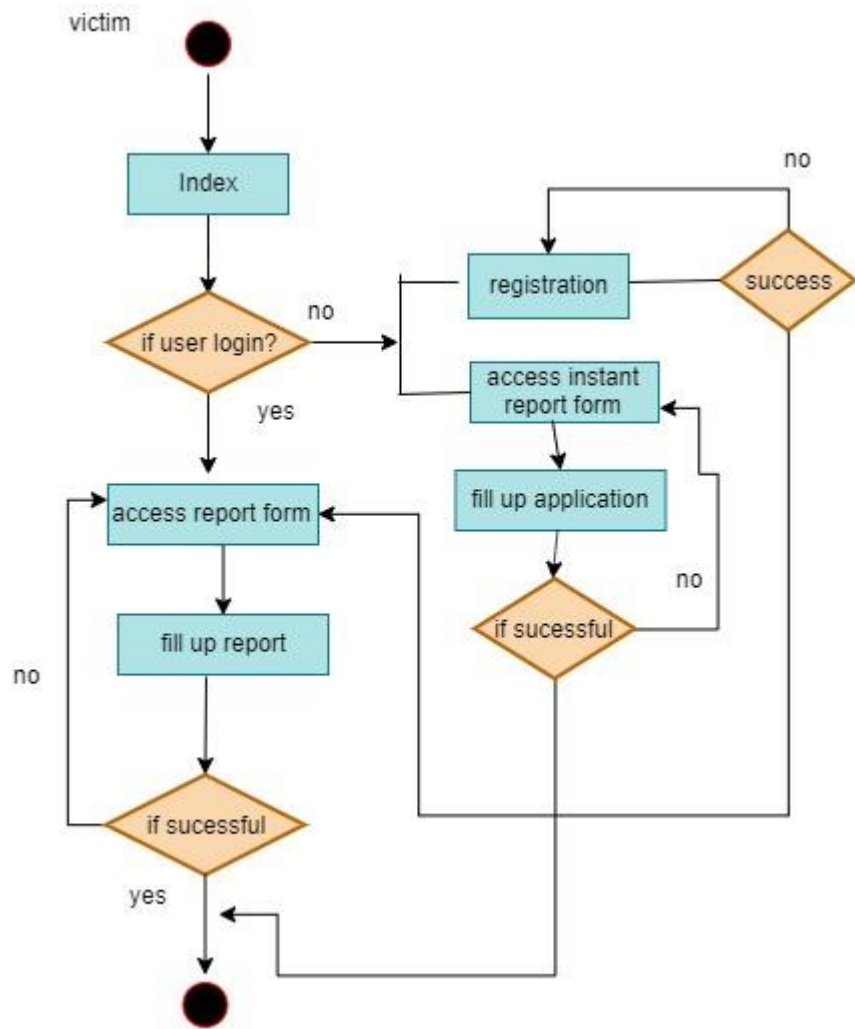 victim
Index
if user login?
no
yes
registration
success
no
access instant
report form
fill up application
if sucessful
no
access report form
fill up report
if sucessful
no
yes